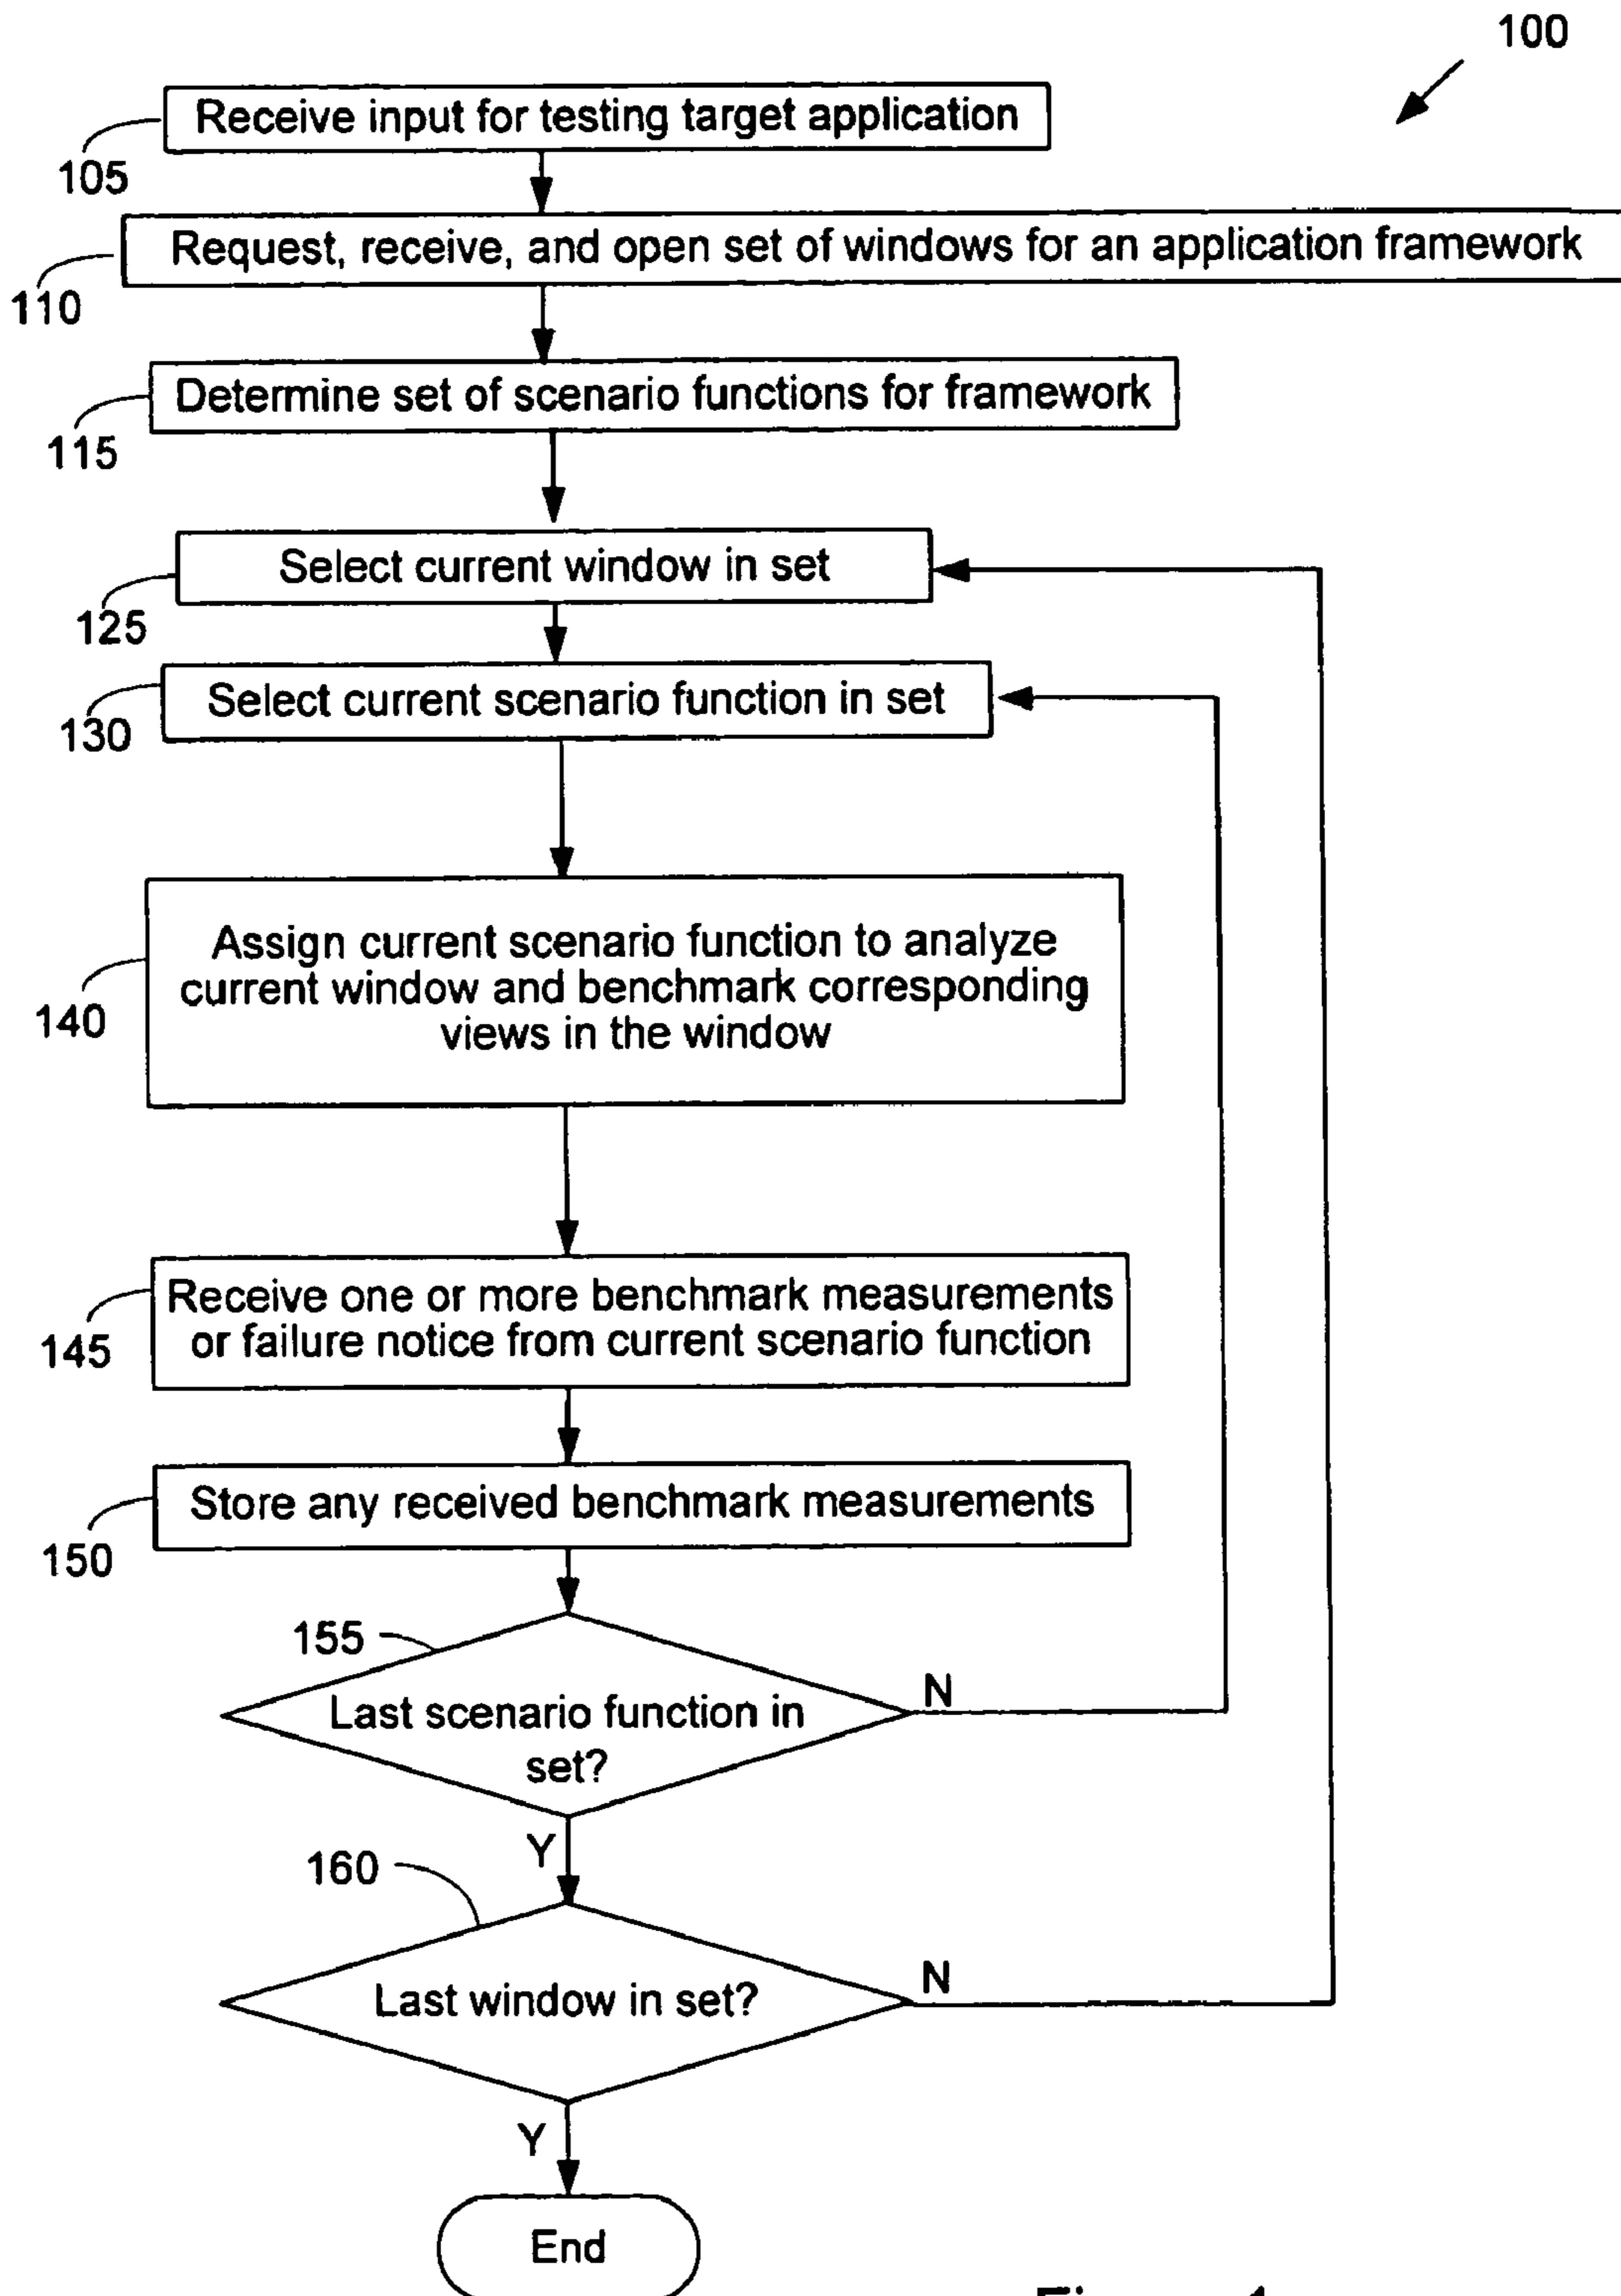 100
Receive input for testing target application
105
Request, receive, and open set of windows for an application framework
110
Determine set of scenario functions for framework
115
Select current window in set
125
Select current scenario function in set
130
Assign current scenario function to analyze
current window and benchmark corresponding
views in the window
140
Receive one or more benchmark measurements
or failure notice from current scenario function
145
Store any received benchmark measurements
150
155
Last scenario function in
set?
N
Y
160
Last window in set?
N
Y
End